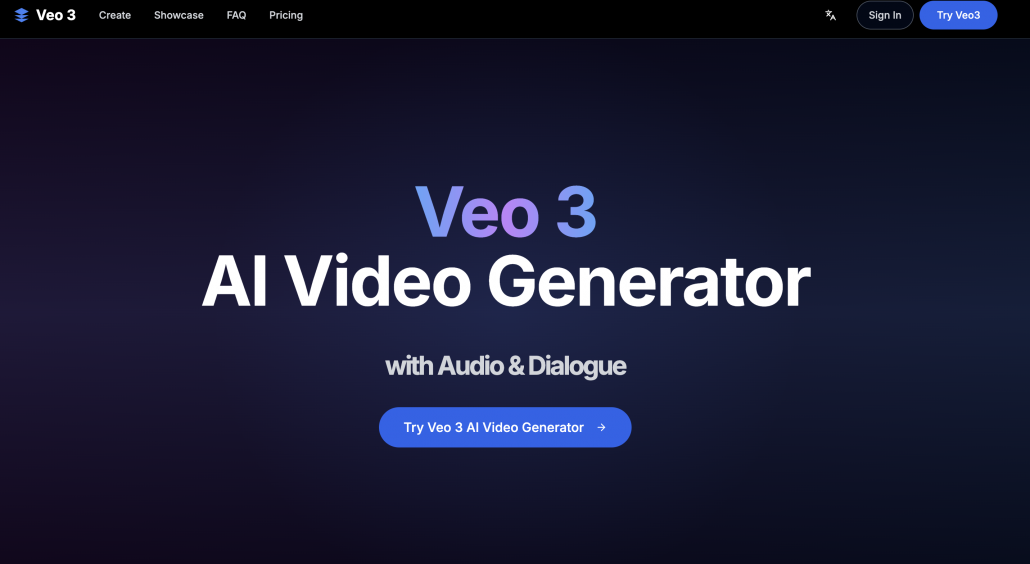 Veo 3 Create Showcase FAQ Pricing Sign In Try Veo3
Veo 3
AI Video Generator
with Audio & Dialogue
Try Veo 3 AI Video Generator →